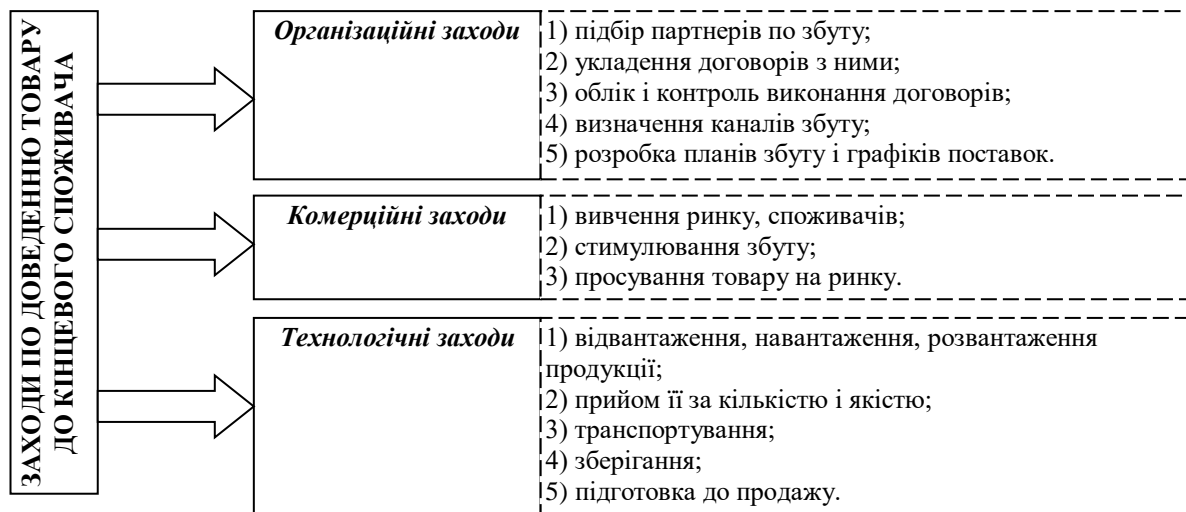 ЗАХОДИ ПО ДОВЕДЕННЮ ТОВАРУ
ДО КІНЦЕВОГО СПОЖИВАЧА
Організаційні заходи
1) підбір партнерів по збуту;
2) укладення договорів з ними;
3) облік і контроль виконання договорів;
4) визначення каналів збуту;
5) розробка планів збуту і графіків поставок.
Комерційні заходи
1) вивчення ринку, споживачів;
2) стимулювання збуту;
3) просування товару на ринку.
Технологічні заходи
1) відвантаження, навантаження, розвантаження
продукції;
2) прийом її за кількістю і якістю;
3) транспортування;
4) зберігання;
5) підготовка до продажу.